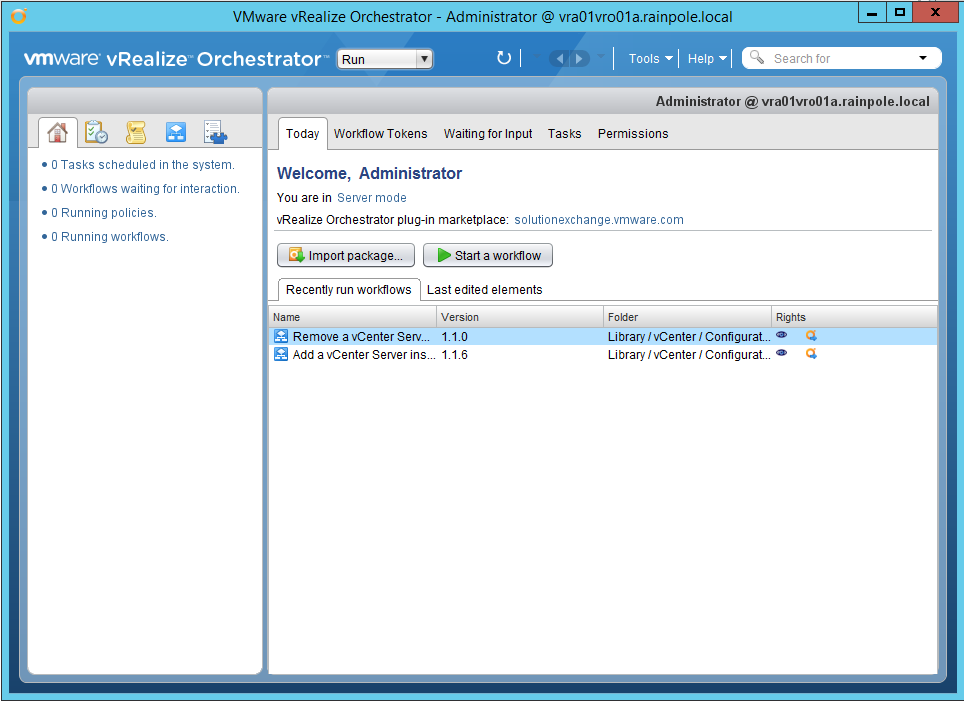 VMware vRealize Orchestrator - Administrator @ vra01vro01a.rainpole.local
vmware vRealize Orchestrator Run Tools Help Search for
Administrator @ vra01vro01a.rainpole.local
Today Workflow Tokens Waiting for Input Tasks Permissions
• 0 Tasks scheduled in the system.
• 0 Workflows waiting for interaction.
• 0 Running policies.
• 0 Running workflows.
Welcome, Administrator
You are in Server mode
vRealize Orchestrator plug-in marketplace: solutionexchange.vmware.com
Import package... Start a workflow
Recently run workflows Last edited elements
Name Version Folder Rights
Remove a vCenter Serv... 1.1.0 Library / vCenter / Configurat...
Add a vCenter Server ins... 1.1.6 Library / vCenter / Configurat...